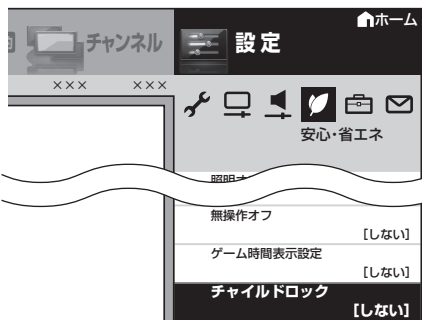 ホーム
チャンネル
設定
××× ×××
安心・省エネ
無操作オフ
[しない]
ゲーム時間表示設定
[しない]
チャイルドロック
[しない]